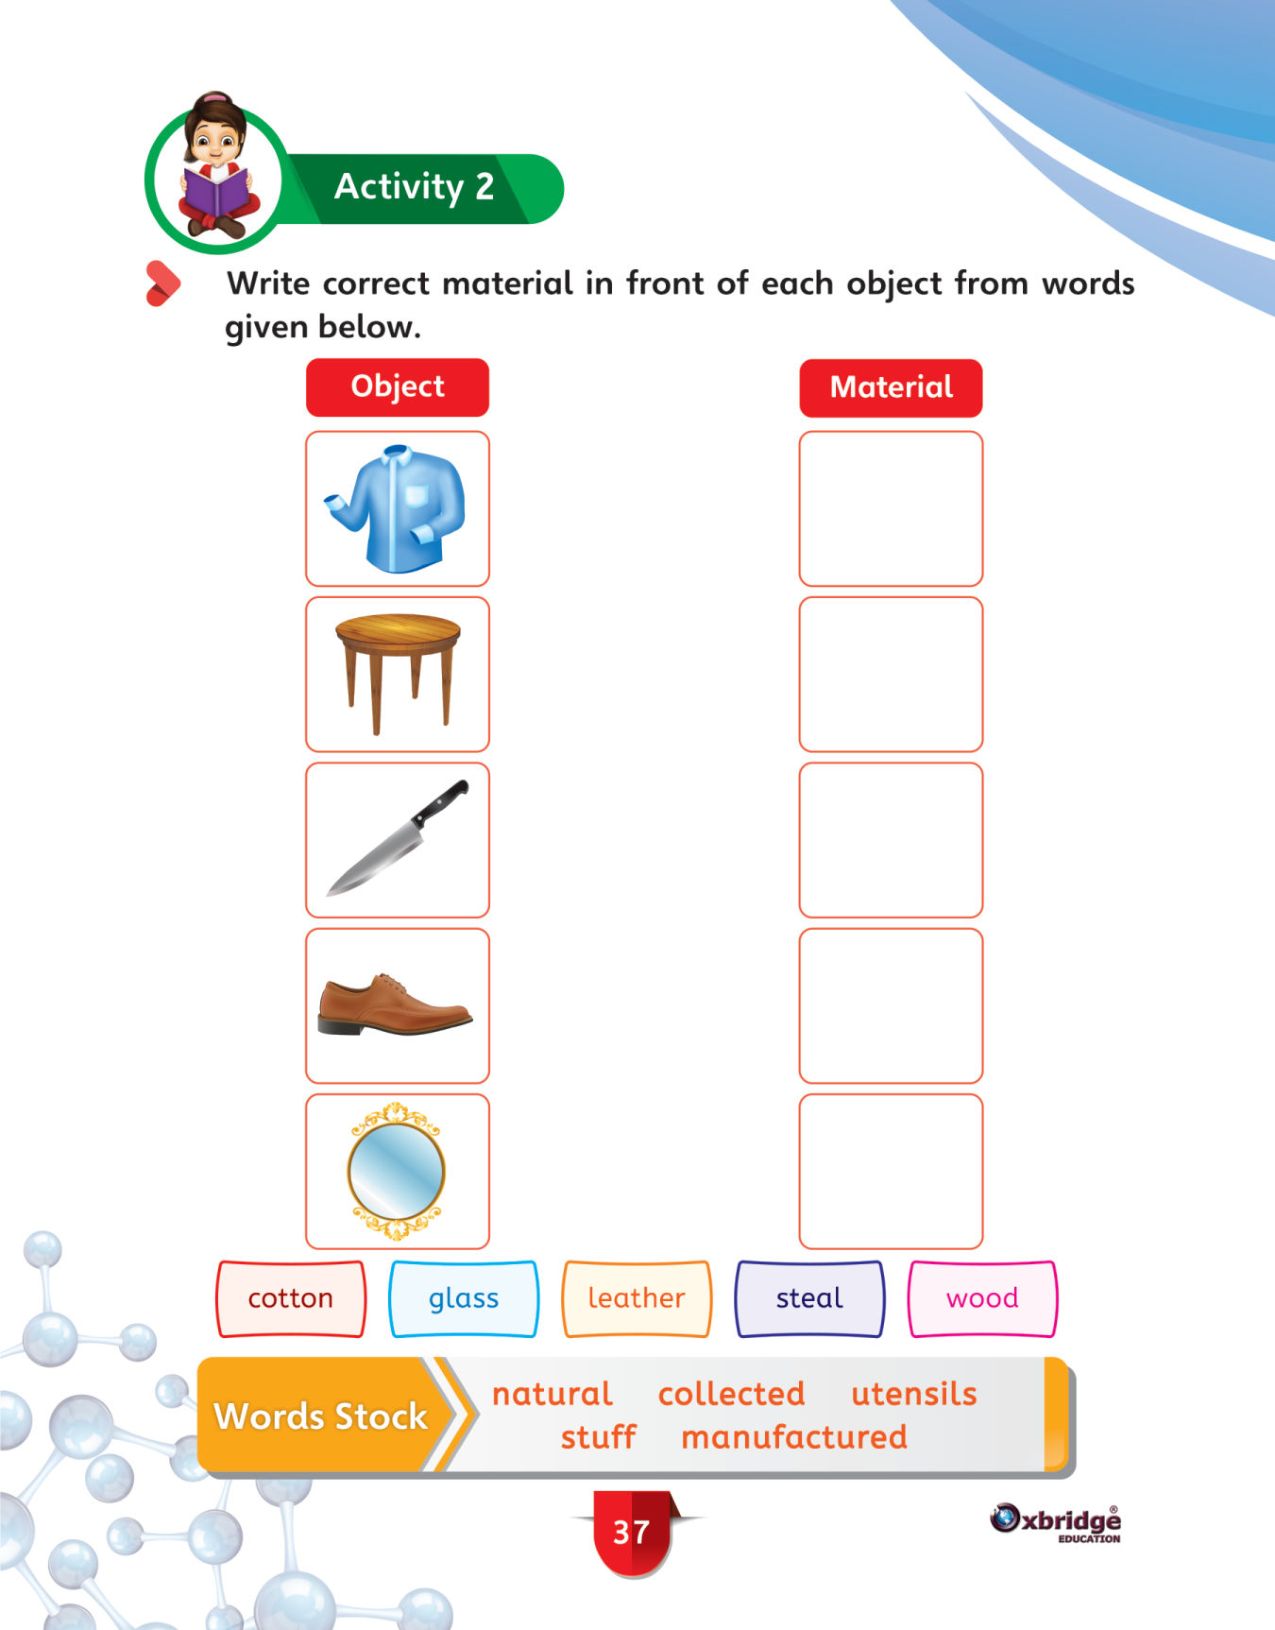 Activity 2
Write correct material in front of each object from words
given below.
Object Material
cotton glass leather steal wood
Words Stock
natural collected utensils
stuff manufactured
37
Oxbridge®
EDUCATION